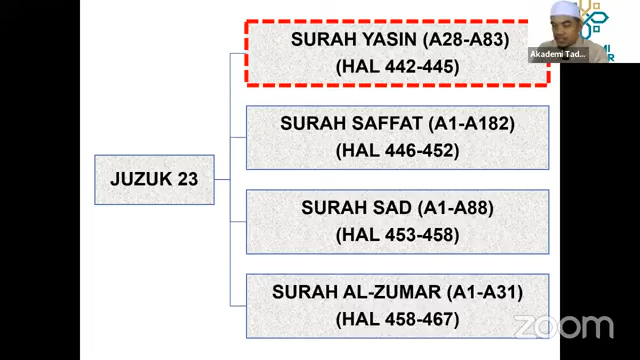 SURAH YASIN (A28-A83)
(HAL 442-445)
Akademi Tad...
SURAH SAFFAT (A1-A182)
(HAL 446-452)
JUZUK 23
SURAH SAD (A1-A88)
(HAL 453-458)
SURAH AL-ZUMAR (A1-A31)
(HAL 458-467)
zoom